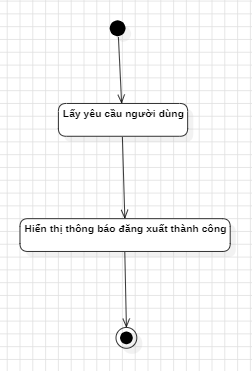 Lấy yêu cầu người dùng
Hiển thị thông báo đăng xuất thành công